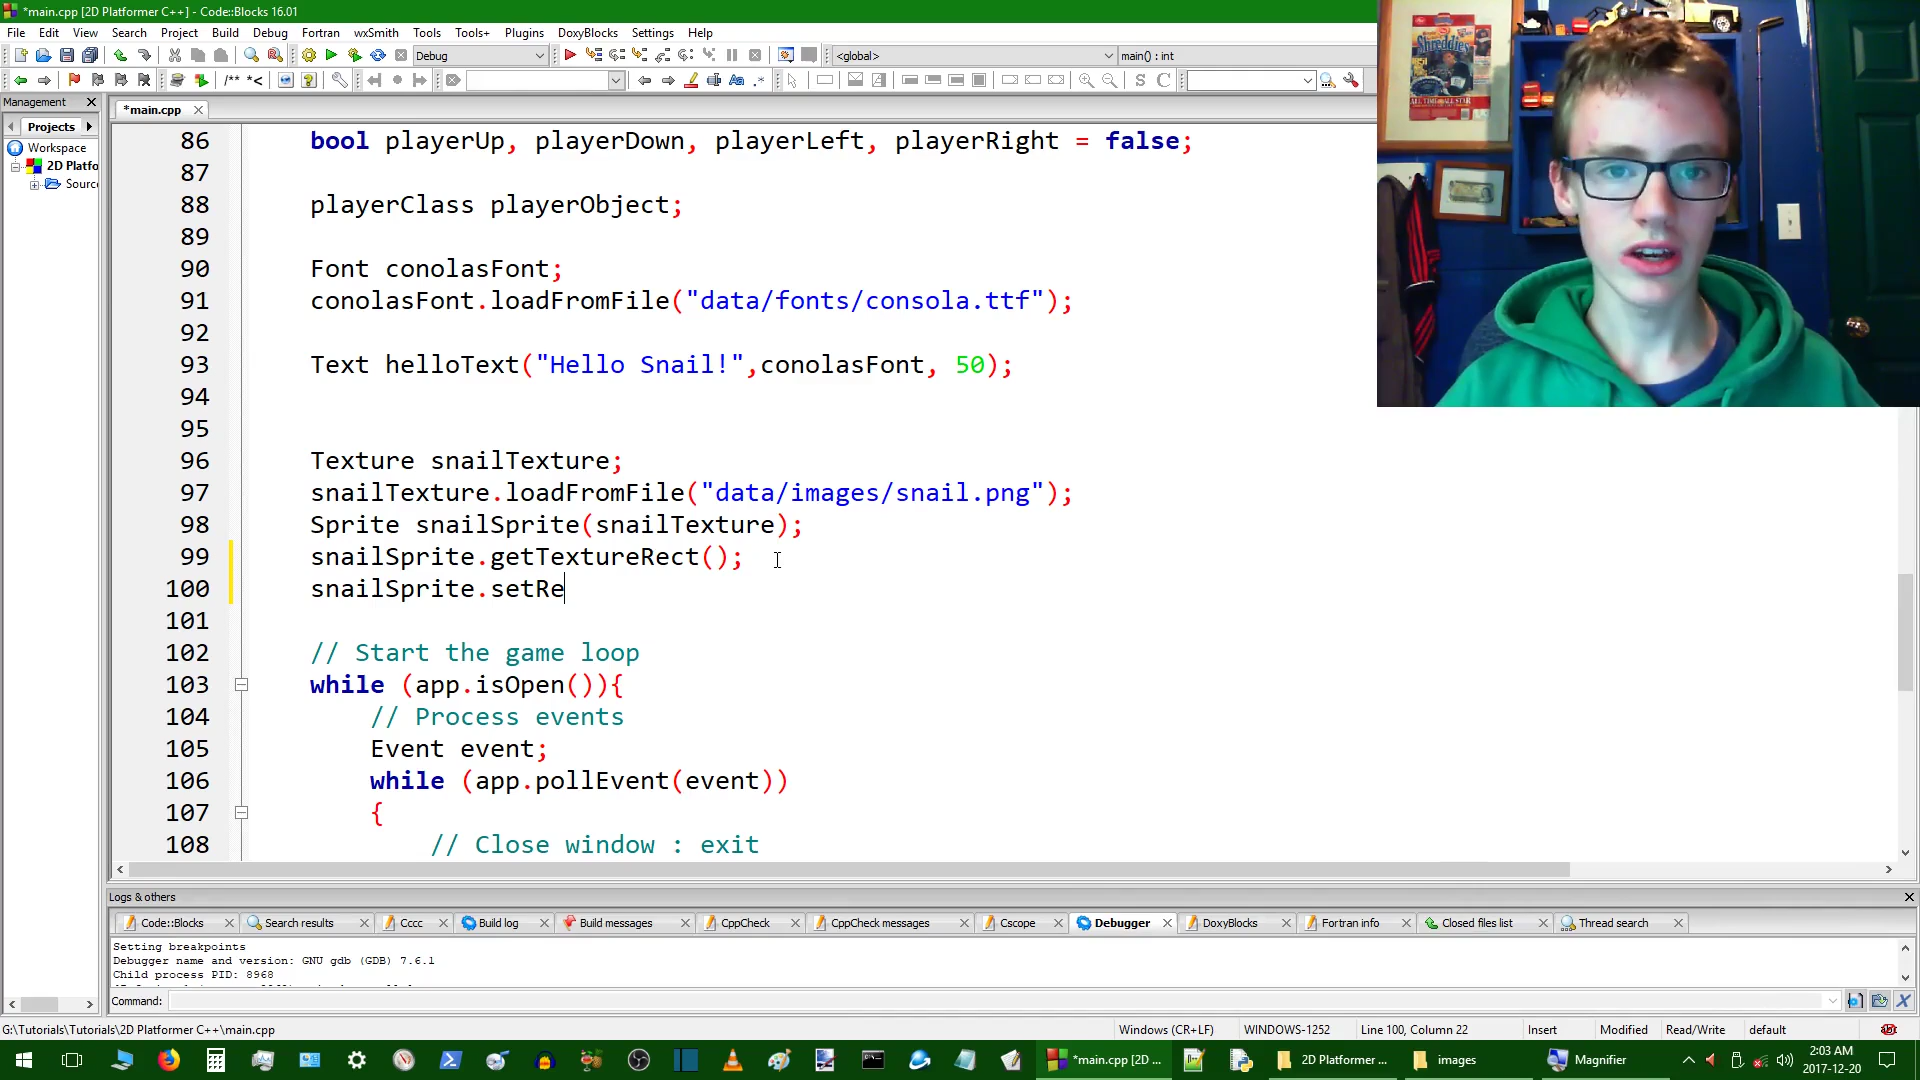 *main.cpp [2D Platformer C++] - Code::Blocks 16.01
File Edit View Search Project Build Debug Fortran wxSmith Tools Tools+ Plugins DoxyBlocks Settings Help
Debug <global> main() : int
/** *< Aa .* S C
Management
*main.cpp
Projects
Workspace
2D Platfo
Sourc
86 bool playerUp, playerDown, playerLeft, playerRight = false;
87
88 playerClass playerObject;
89
90 Font conolasFont;
91 conolasFont.loadFromFile("data/fonts/consola.ttf");
92
93 Text helloText("Hello Snail!",conolasFont, 50);
94
95
96 Texture snailTexture;
97 snailTexture.loadFromFile("data/images/snail.png");
98 Sprite snailSprite(snailTexture);
99 snailSprite.getTextureRect();
100 snailSprite.setRe
101
102 // Start the game loop
103 while (app.isOpen()){
104 // Process events
105 Event event;
106 while (app.pollEvent(event))
107 {
108 // Close window : exit
Shreddies
ALL TIME ALL STAR
Logs & others
Code::Blocks Search results Cccc Build log Build messages CppCheck CppCheck messages Cscope Debugger DoxyBlocks Fortran info Closed files list Thread search
Setting breakpoints
Debugger name and version: GNU gdb (GDB) 7.6.1
Child process PID: 8968
Command:
G:\Tutorials\Tutorials\2D Platformer C++\main.cpp Windows (CR+LF) WINDOWS-1252 Line 100, Column 22 Insert Modified Read/Write default
*main.cpp [2D ... 2D Platformer ... images Magnifier
2:03 AM
2017-12-20